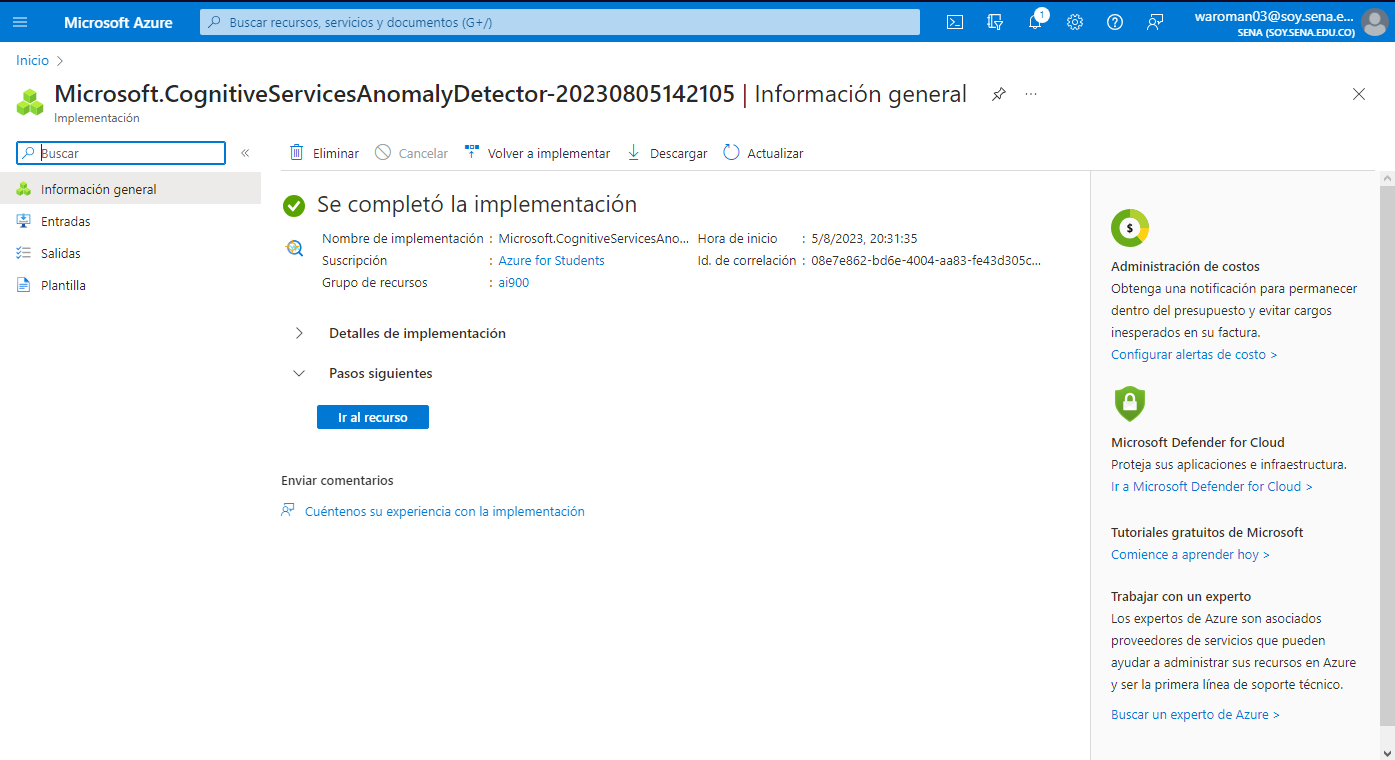 Microsoft Azure
Buscar recursos, servicios y documentos (G+/)
1
waroman03@soy.sena.e...
SENA (SOY.SENA.EDU.CO)
Inicio >
Microsoft.CognitiveServicesAnomalyDetector-20230805142105 | Información general
...
Implementación
Buscar
«
Eliminar
Cancelar
Volver a implementar
Descargar
Actualizar
Información general
Entradas
Salidas
Plantilla
Se completó la implementación
Nombre de implementación : Microsoft.CognitiveServicesAno... Hora de inicio : 5/8/2023, 20:31:35
Suscripción : Azure for Students Id. de correlación : 08e7e862-bd6e-4004-aa83-fe43d305c...
Grupo de recursos : ai900
Detalles de implementación
Pasos siguientes
Ir al recurso
Enviar comentarios
Cuéntenos su experiencia con la implementación
$
Administración de costos
Obtenga una notificación para permanecer
dentro del presupuesto y evitar cargos
inesperados en su factura.
Configurar alertas de costo >
Microsoft Defender for Cloud
Proteja sus aplicaciones e infraestructura.
Ir a Microsoft Defender for Cloud >
Tutoriales gratuitos de Microsoft
Comience a aprender hoy >
Trabajar con un experto
Los expertos de Azure son asociados
proveedores de servicios que pueden
ayudar a administrar sus recursos en Azure
y ser la primera línea de soporte técnico.
Buscar un experto de Azure >